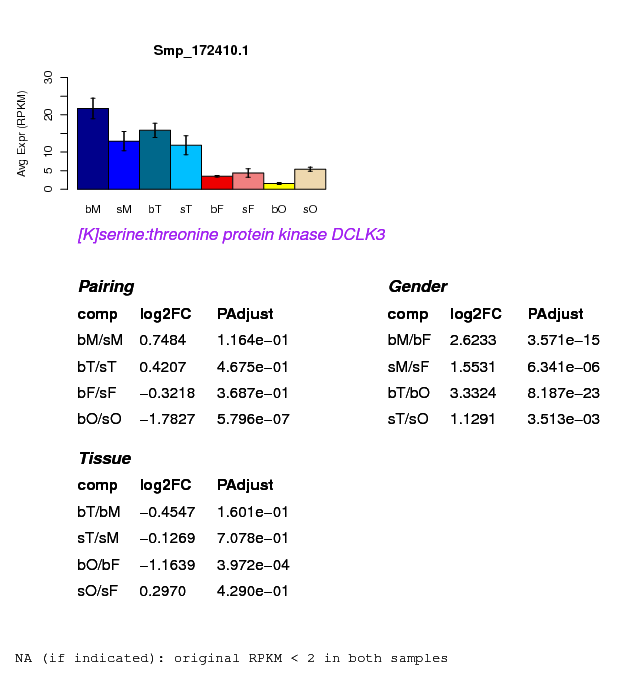 Smp_172410.1
Avg Expr (RPKM)
0 5 10 20 30
bM sM bT sT bF sF bO sO
[K]serine:threonine protein kinase DCLK3
Pairing
comp log2FC PAdjust
bM/sM 0.7484 1.164e−01
bT/sT 0.4207 4.675e−01
bF/sF −0.3218 3.687e−01
bO/sO −1.7827 5.796e−07
Gender
comp log2FC PAdjust
bM/bF 2.6233 3.571e−15
sM/sF 1.5531 6.341e−06
bT/bO 3.3324 8.187e−23
sT/sO 1.1291 3.513e−03
Tissue
comp log2FC PAdjust
bT/bM −0.4547 1.601e−01
sT/sM −0.1269 7.078e−01
bO/bF −1.1639 3.972e−04
sO/sF 0.2970 4.290e−01
NA (if indicated): original RPKM < 2 in both samples